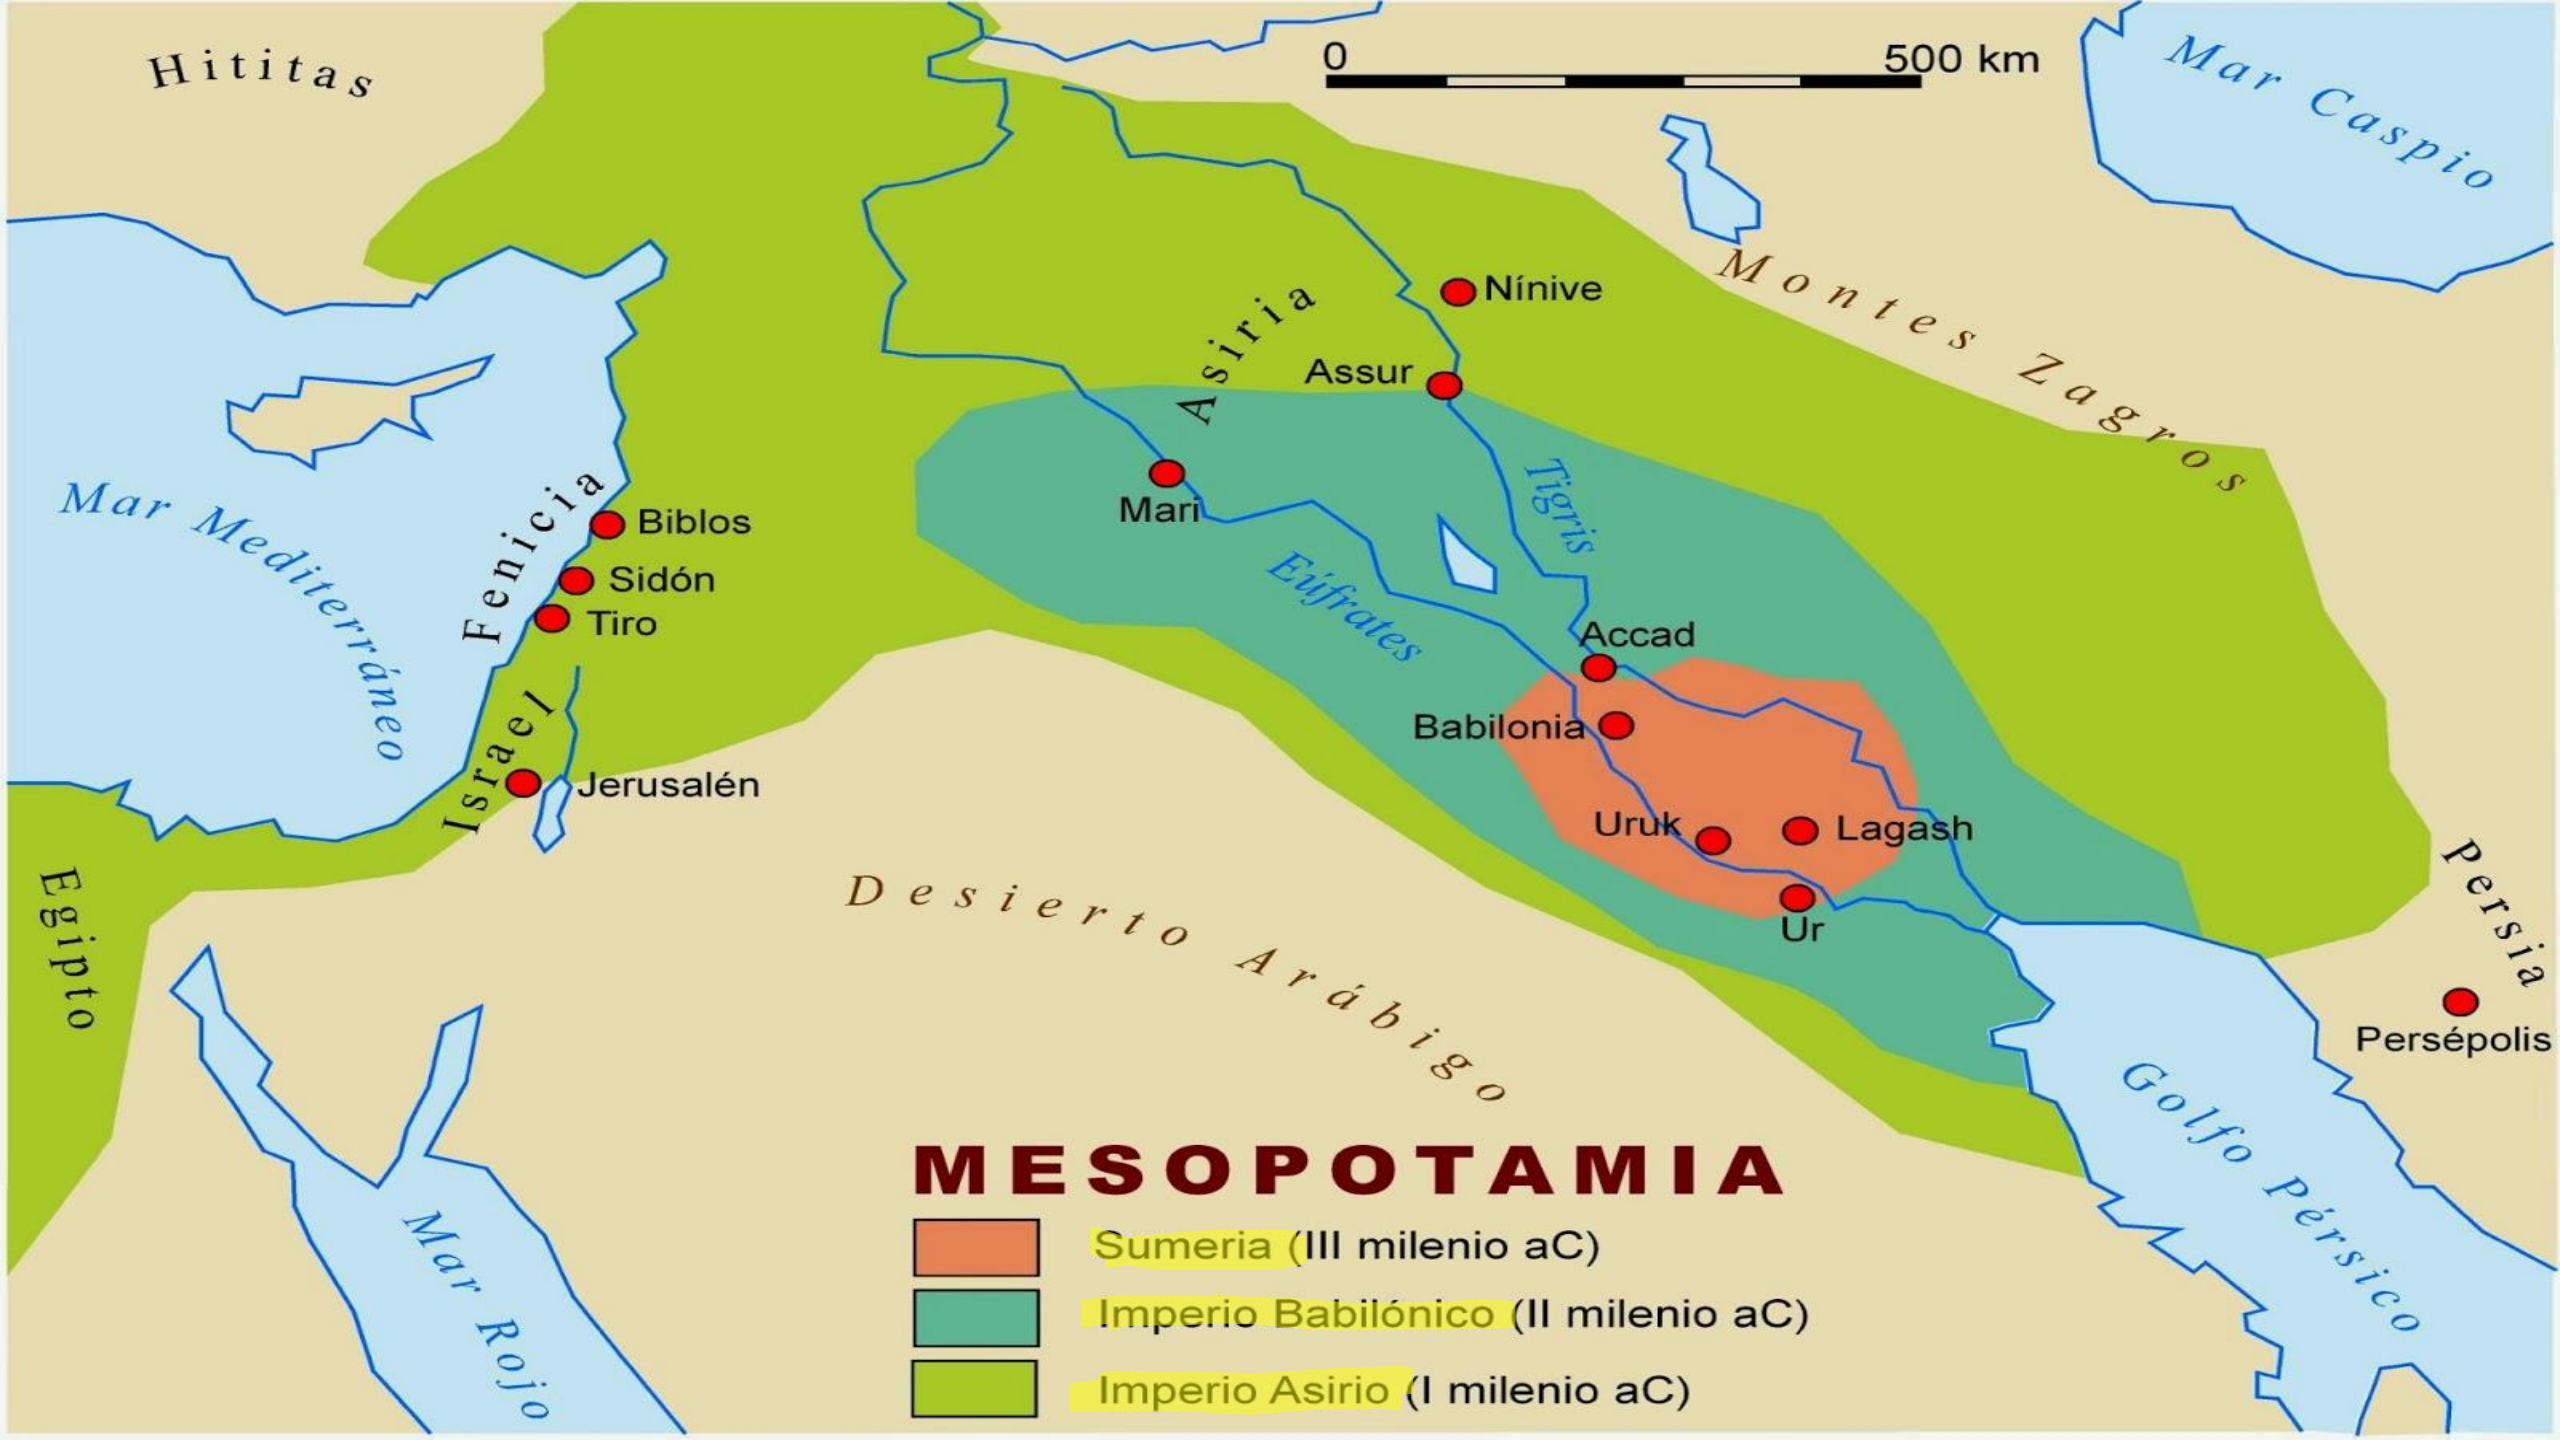 Hititas
0 500 km
Mar Caspio
Montes Zagros
Nínive
Asiria
Assur
Mar Mediterráneo
Fenicia
Biblos
Sidón
Tiro
Mari
Tigris
Eúfrates
Accad
Israel
Babilonia
Jerusalén
Uruk
Lagash
Ur
Egipto
Desierto Arábigo
Persia
Persépolis
Golfo Pérsico
Mar Rojo
MESOPOTAMIA
Sumeria (III milenio aC)
Imperio Babilónico (II milenio aC)
Imperio Asirio (I milenio aC)